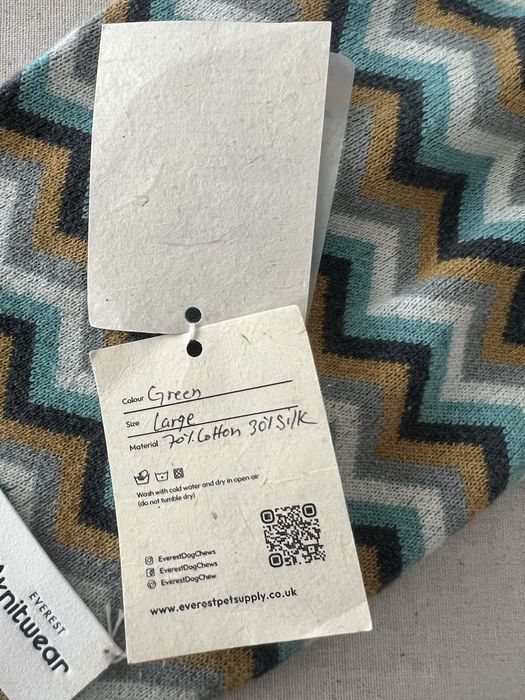 Colour Green
Size Large
Material 70% Cotton 30% Silk
Wash with cold water and dry in open air
(do not tumble dry)
EverestDogChews
EverestDogChews
EverestDogChew
www.everestpetsupply.co.uk
EVEREST
knitwear